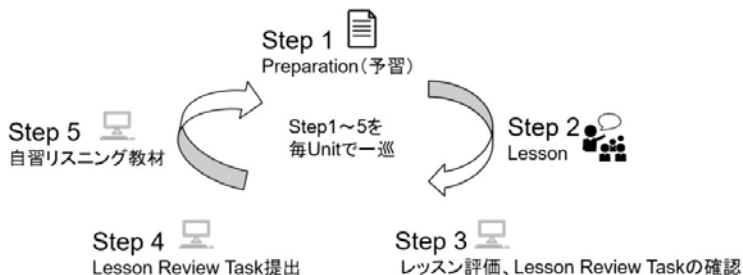 Step 1
Preparation(予習)
Step 2
Lesson
Step 3
レッスン評価、Lesson Review Taskの確認
Step 4
Lesson Review Task提出
Step 5
自習リスニング教材
Step1～5を
毎Unitで一巡